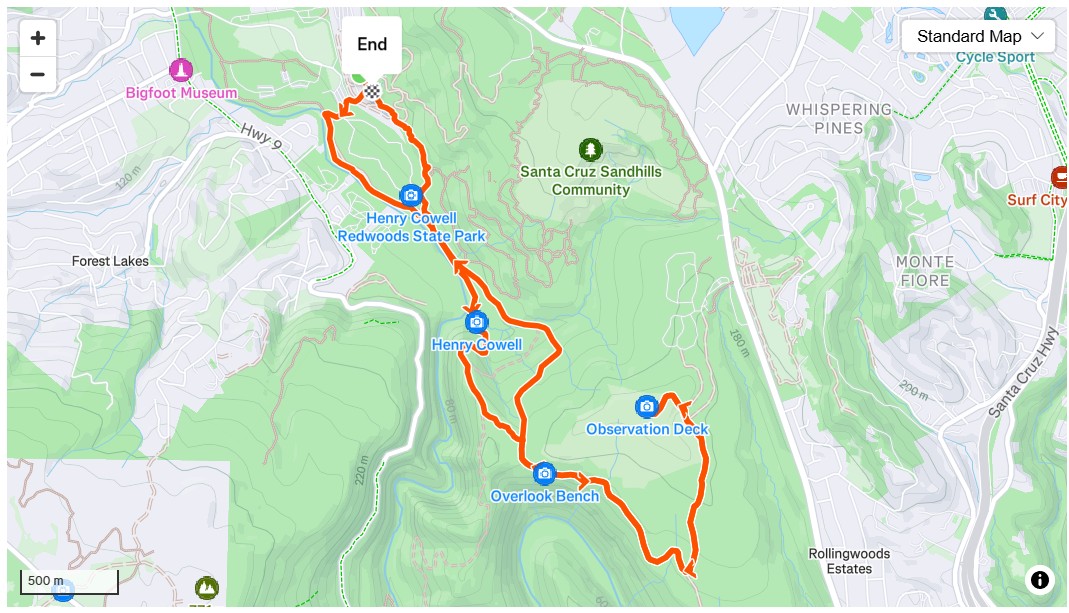 +
−
End
Standard Map
Cycle Sport
Bigfoot Museum
WHISPERING
PINES
Hwy 9
120 m
Santa Cruz Sandhills
Community
Surf City
Henry Cowell
Redwoods State Park
Forest Lakes
MONTE
FIORE
Henry Cowell
180 m
200 m
Santa Cruz Hwy
80 m
Observation Deck
220 m
Overlook Bench
Rollingwoods
Estates
500 m